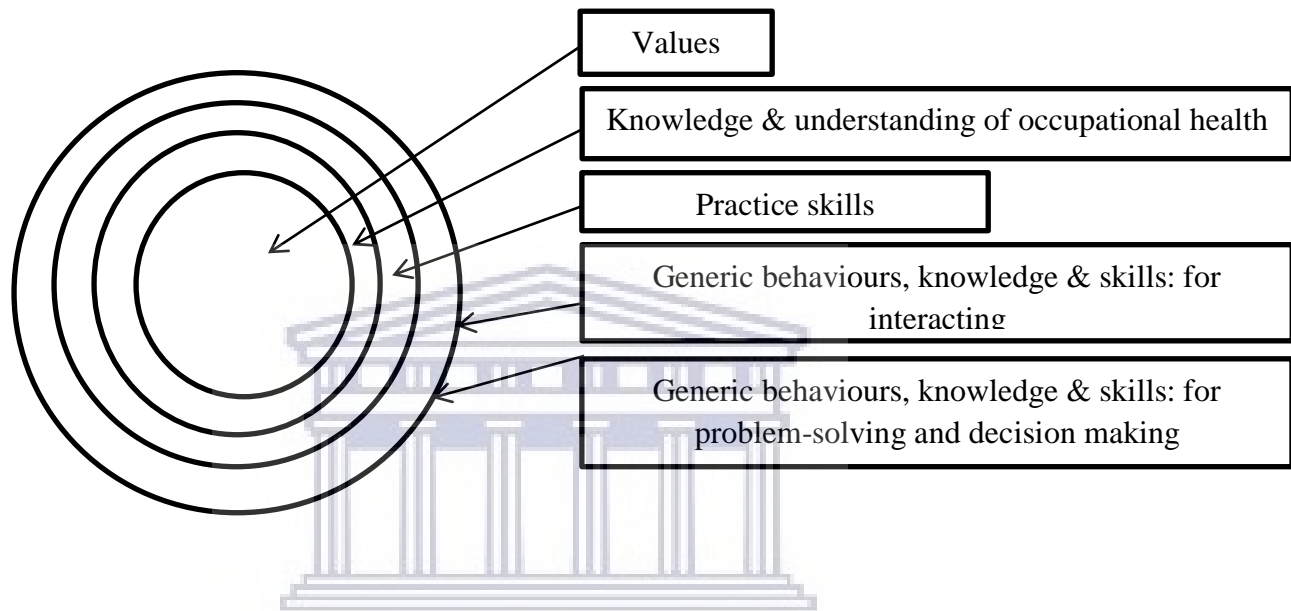 Values
Knowledge & understanding of occupational health
Practice skills
Generic behaviours, knowledge & skills: for
interacting
Generic behaviours, knowledge & skills: for
problem-solving and decision making